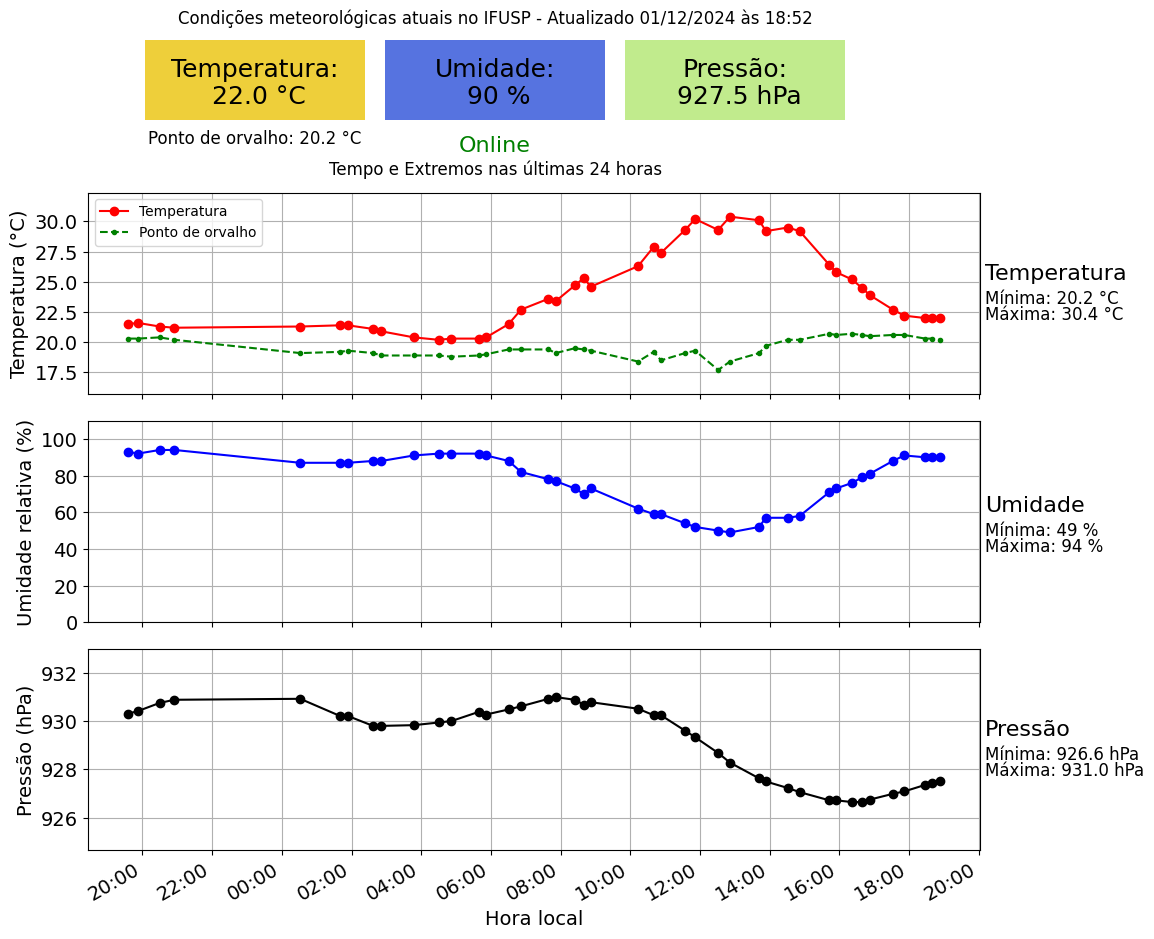 Condições meteorológicas atuais no IFUSP - Atualizado 01/12/2024 às 18:52
Temperatura:
22.0 °C
Umidade:
90 %
Pressão:
927.5 hPa
Ponto de orvalho: 20.2 °C
Online
Tempo e Extremos nas últimas 24 horas
Temperatura (°C)
30.0
27.5
25.0
22.5
20.0
17.5
Temperatura
Ponto de orvalho
Temperatura
Mínima: 20.2 °C
Máxima: 30.4 °C
Umidade relativa (%)
100
80
60
40
20
0
Umidade
Mínima: 49 %
Máxima: 94 %
Pressão (hPa)
932
930
928
926
Pressão
Mínima: 926.6 hPa
Máxima: 931.0 hPa
20:00 22:00 00:00 02:00 04:00 06:00 08:00 10:00 12:00 14:00 16:00 18:00 20:00
Hora local